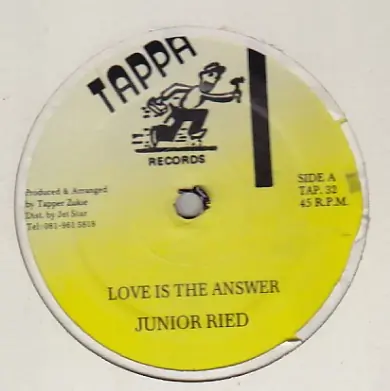 TAPPA
RECORDS
Produced & Arranged
by Tapper Zukie
Dist. by Jet Star
Tel: 081-961 5818
SIDE A
TAP. 32
45 R.P.M.
LOVE IS THE ANSWER
JUNIOR RIED